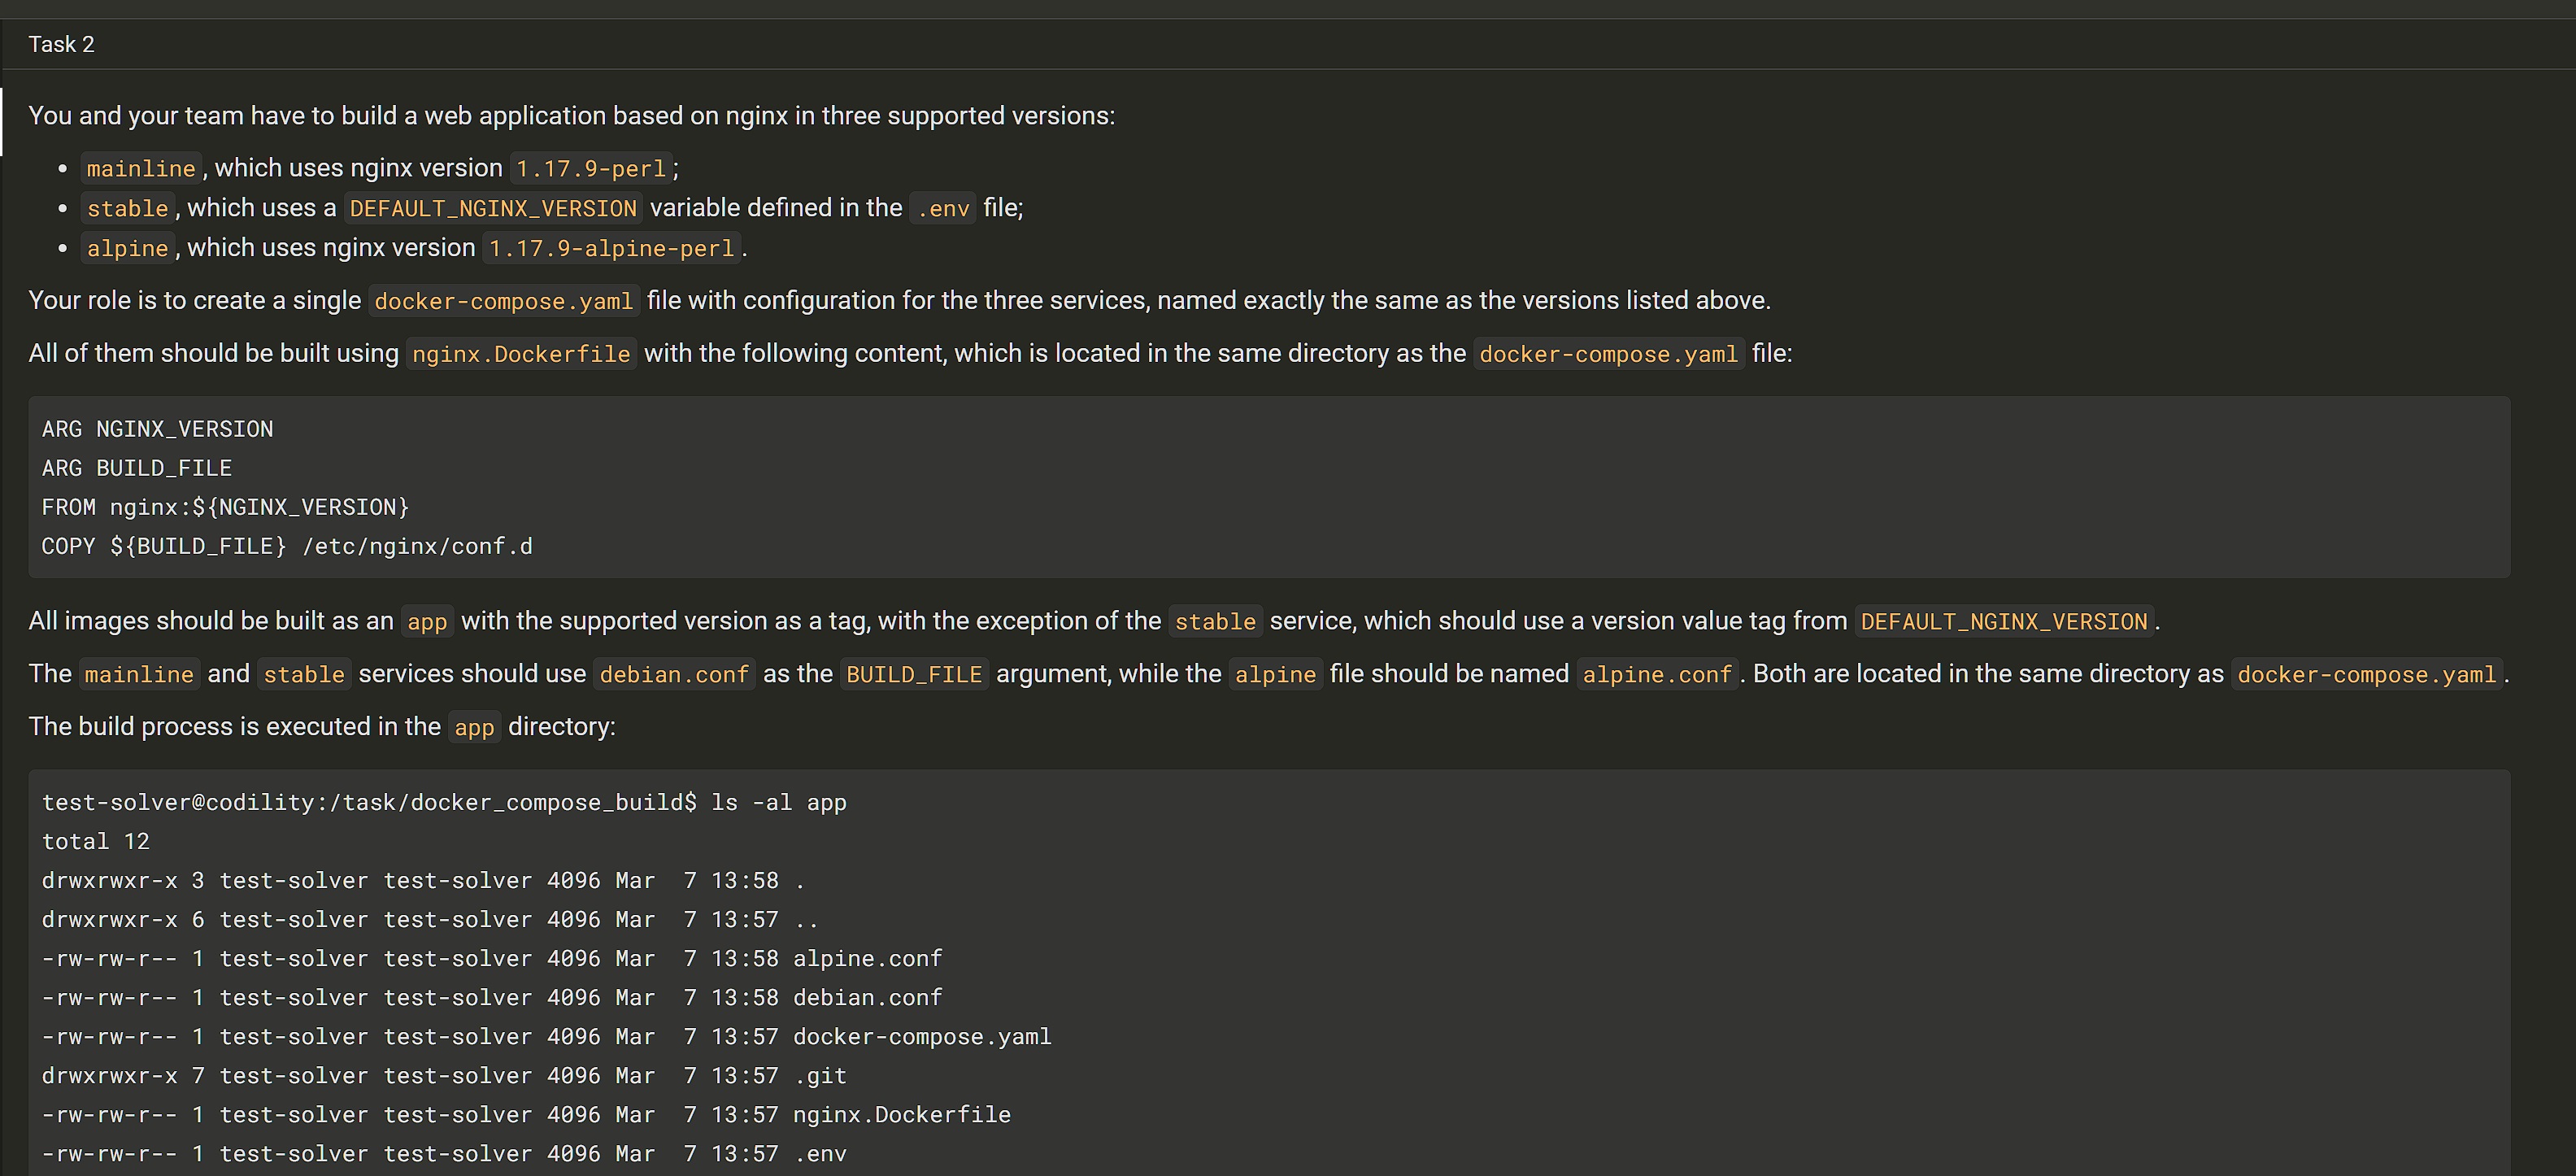 Task 2
You and your team have to build a web application based on nginx in three supported versions:
• mainline, which uses nginx version 1.17.9-perl;
• stable, which uses a DEFAULT_NGINX_VERSION variable defined in the .env file;
• alpine, which uses nginx version 1.17.9-alpine-perl.
Your role is to create a single docker-compose.yaml file with configuration for the three services, named exactly the same as the versions listed above.
All of them should be built using nginx.Dockerfile with the following content, which is located in the same directory as the docker-compose.yaml file:
ARG NGINX_VERSION
ARG BUILD_FILE
FROM nginx:${NGINX_VERSION}
COPY ${BUILD_FILE} /etc/nginx/conf.d
All images should be built as an app with the supported version as a tag, with the exception of the stable service, which should use a version value tag from DEFAULT_NGINX_VERSION.
The mainline and stable services should use debian.conf as the BUILD_FILE argument, while the alpine file should be named alpine.conf. Both are located in the same directory as docker-compose.yaml.
The build process is executed in the app directory:
test-solver@codility:/task/docker_compose_build$ ls -al app
total 12
drwxrwxr-x 3 test-solver test-solver 4096 Mar  7 13:58 .
drwxrwxr-x 6 test-solver test-solver 4096 Mar  7 13:57 ..
-rw-rw-r-- 1 test-solver test-solver 4096 Mar  7 13:58 alpine.conf
-rw-rw-r-- 1 test-solver test-solver 4096 Mar  7 13:58 debian.conf
-rw-rw-r-- 1 test-solver test-solver 4096 Mar  7 13:57 docker-compose.yaml
drwxrwxr-x 7 test-solver test-solver 4096 Mar  7 13:57 .git
-rw-rw-r-- 1 test-solver test-solver 4096 Mar  7 13:57 nginx.Dockerfile
-rw-rw-r-- 1 test-solver test-solver 4096 Mar  7 13:57 .env